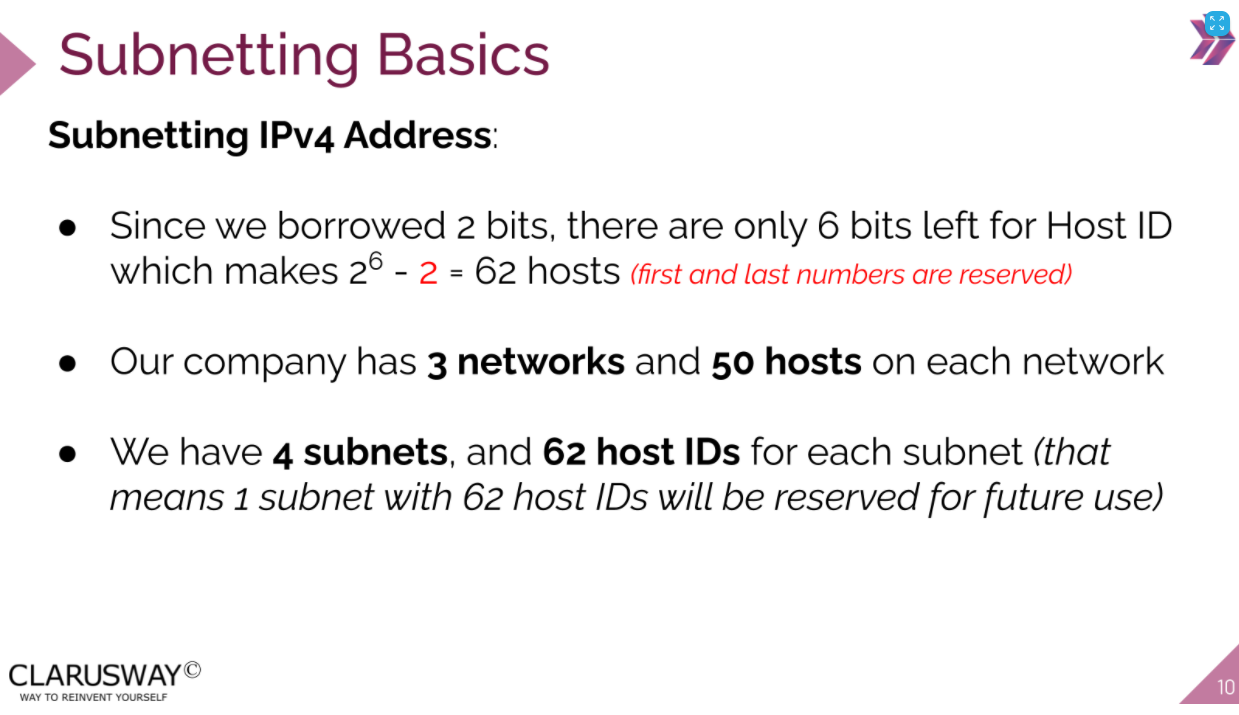 Subnetting Basics
Subnetting IPv4 Address:
● Since we borrowed 2 bits, there are only 6 bits left for Host ID
which makes 2⁶ - 2 = 62 hosts (first and last numbers are reserved)
● Our company has 3 networks and 50 hosts on each network
● We have 4 subnets, and 62 host IDs for each subnet (that
means 1 subnet with 62 host IDs will be reserved for future use)
CLARUSWAY©
WAY TO REINVENT YOURSELF
10